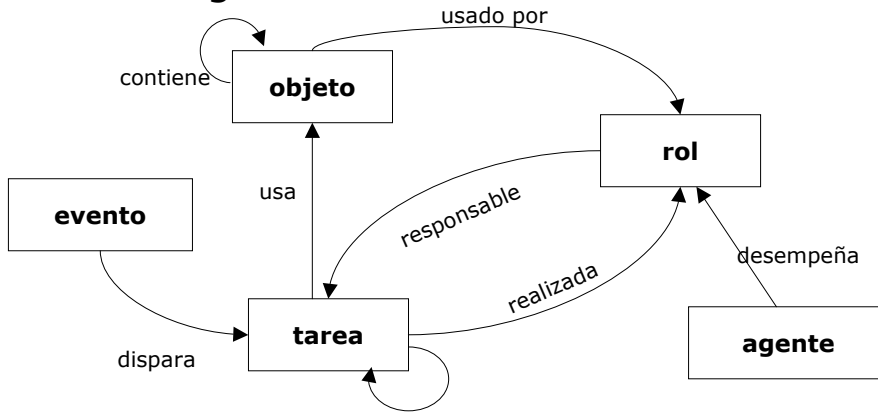 usado por
contiene
objeto
rol
usa
responsable
evento
realizada
desempeña
dispara
tarea
agente